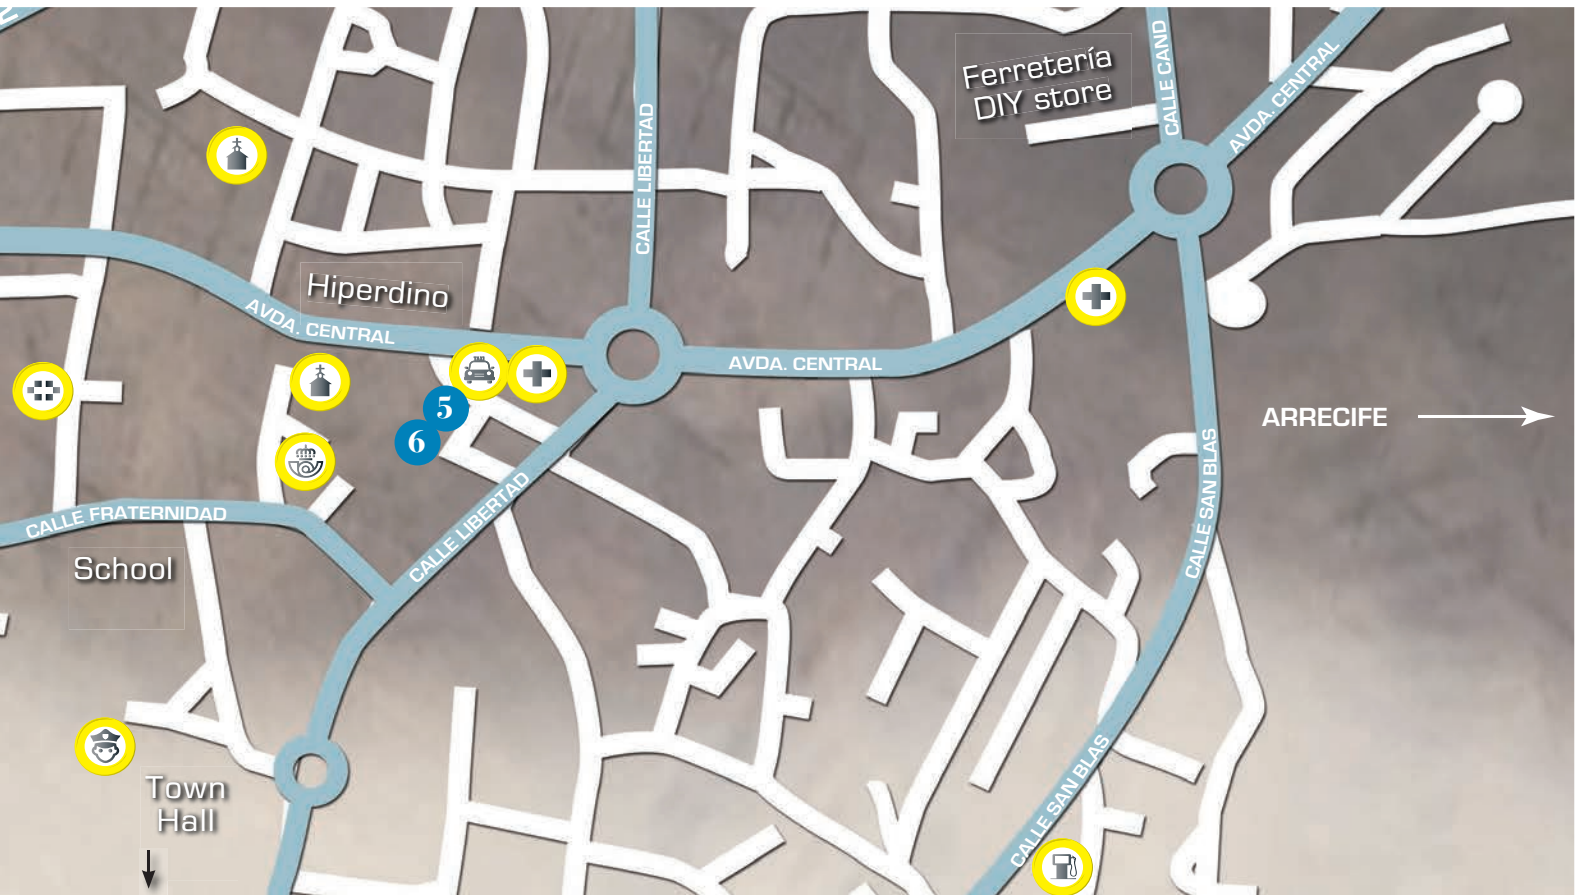 Ferretería
DIY store
CALLE CAND
AVDA. CENTRAL
CALLE LIBERTAD
Hiperdino
AVDA. CENTRAL
AVDA. CENTRAL
TAXI
5
6
ARRECIFE
CALLE SAN BLAS
CALLE LIBERTAD
CALLE FRATERNIDAD
School
Town
Hall
CALLE SAN BLAS